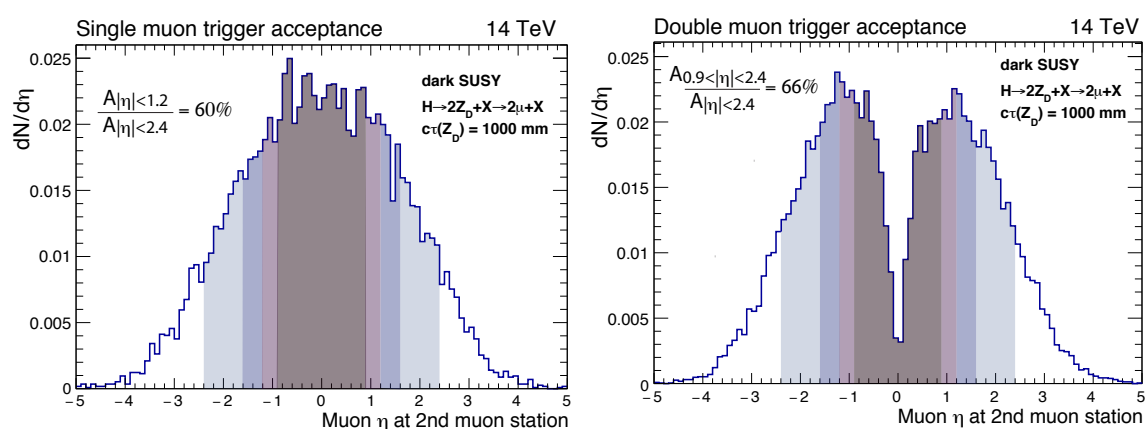 Single muon trigger acceptance 14 TeV
dN/dη
0.025
0.02
0.015
0.01
0.005
0
A|η|<1.2
A|η|<2.4
= 60%
dark SUSY
H→2Z_D+X→2μ+X
cτ(Z_D) = 1000 mm
−5 −4 −3 −2 −1 0 1 2 3 4 5
Muon η at 2nd muon station
Double muon trigger acceptance 14 TeV
dN/dη
0.025
0.02
0.015
0.01
0.005
0
A0.9<|η|<2.4
A|η|<2.4
= 66%
dark SUSY
H→2Z_D+X→2μ+X
cτ(Z_D) = 1000 mm
−5 −4 −3 −2 −1 0 1 2 3 4 5
Muon η at 2nd muon station